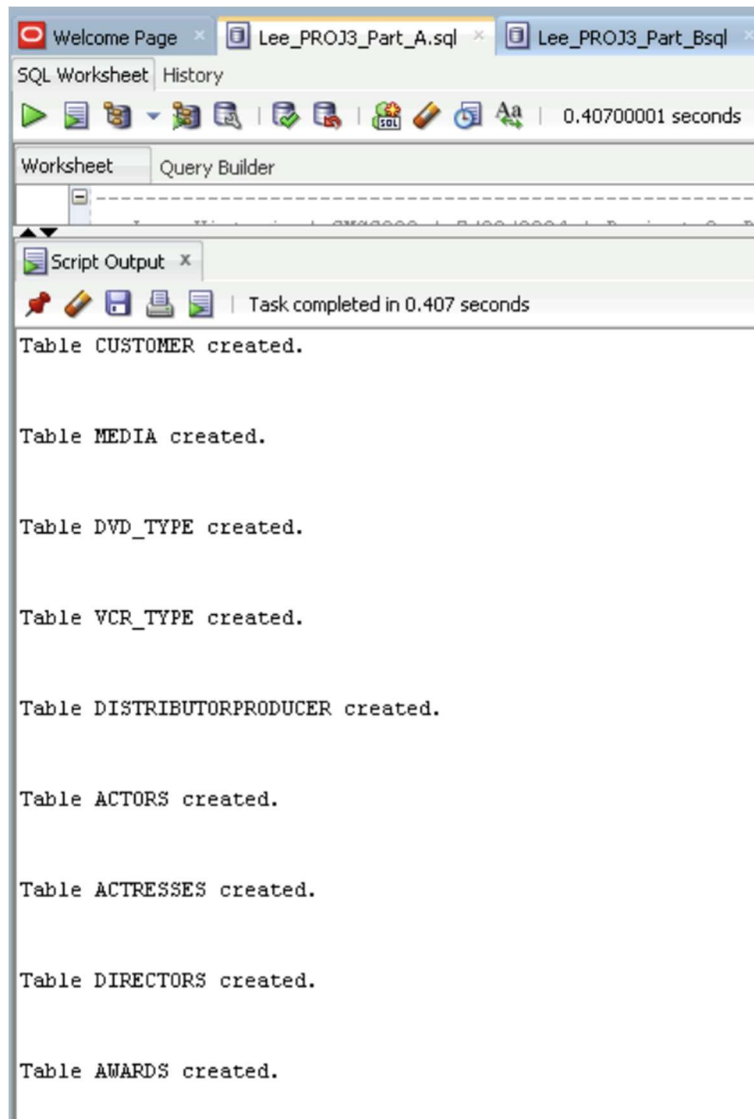 Welcome Page Lee_PROJ3_Part_A.sql Lee_PROJ3_Part_Bsql
SQL Worksheet History
0.40700001 seconds
Worksheet Query Builder
Script Output
Task completed in 0.407 seconds
Table CUSTOMER created.
Table MEDIA created.
Table DVD_TYPE created.
Table VCR_TYPE created.
Table DISTRIBUTORPRODUCER created.
Table ACTORS created.
Table ACTRESSES created.
Table DIRECTORS created.
Table AWARDS created.